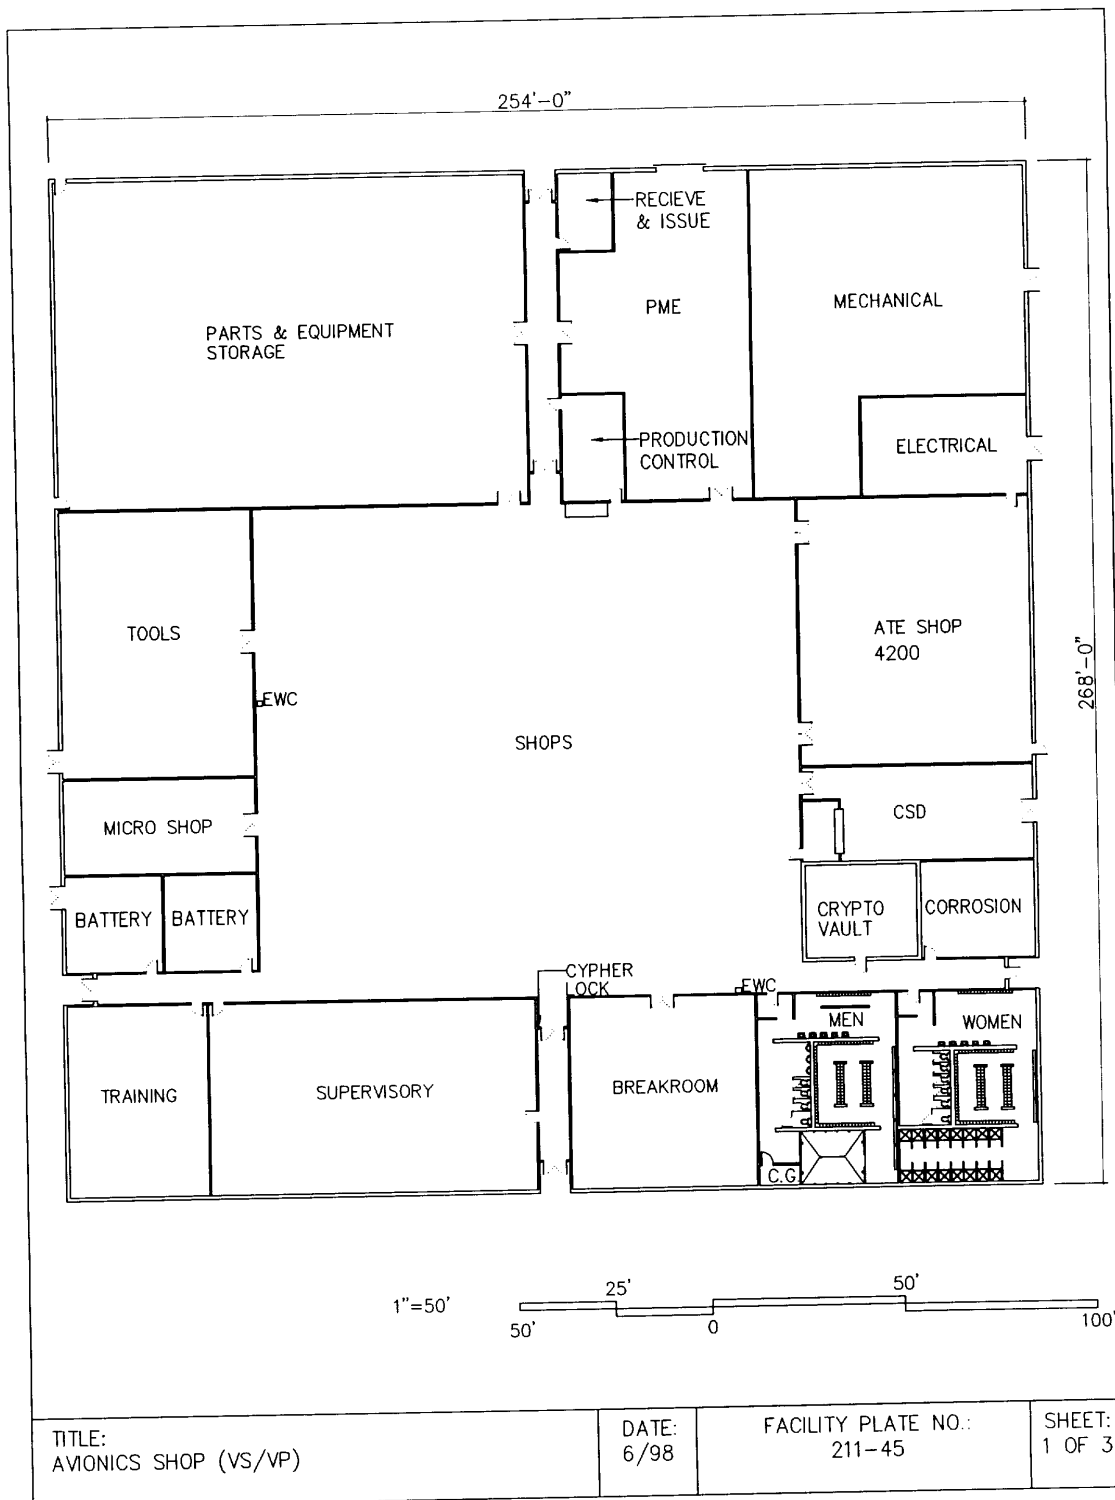 254'-0"
RECIEVE
& ISSUE
PARTS & EQUIPMENT
STORAGE
PME
MECHANICAL
PRODUCTION
CONTROL
ELECTRICAL
TOOLS
ATE SHOP
4200
268'-0"
EWC
SHOPS
MICRO SHOP
CSD
BATTERY
BATTERY
CRYPTO
VAULT
CORROSION
CYPHER
LOCK
EWC
MEN
WOMEN
TRAINING
SUPERVISORY
BREAKROOM
C.G.
1"=50'
25'
50'
50'
0
100'
TITLE:
AVIONICS SHOP (VS/VP)
DATE:
6/98
FACILITY PLATE NO.:
211-45
SHEET:
1 OF 3